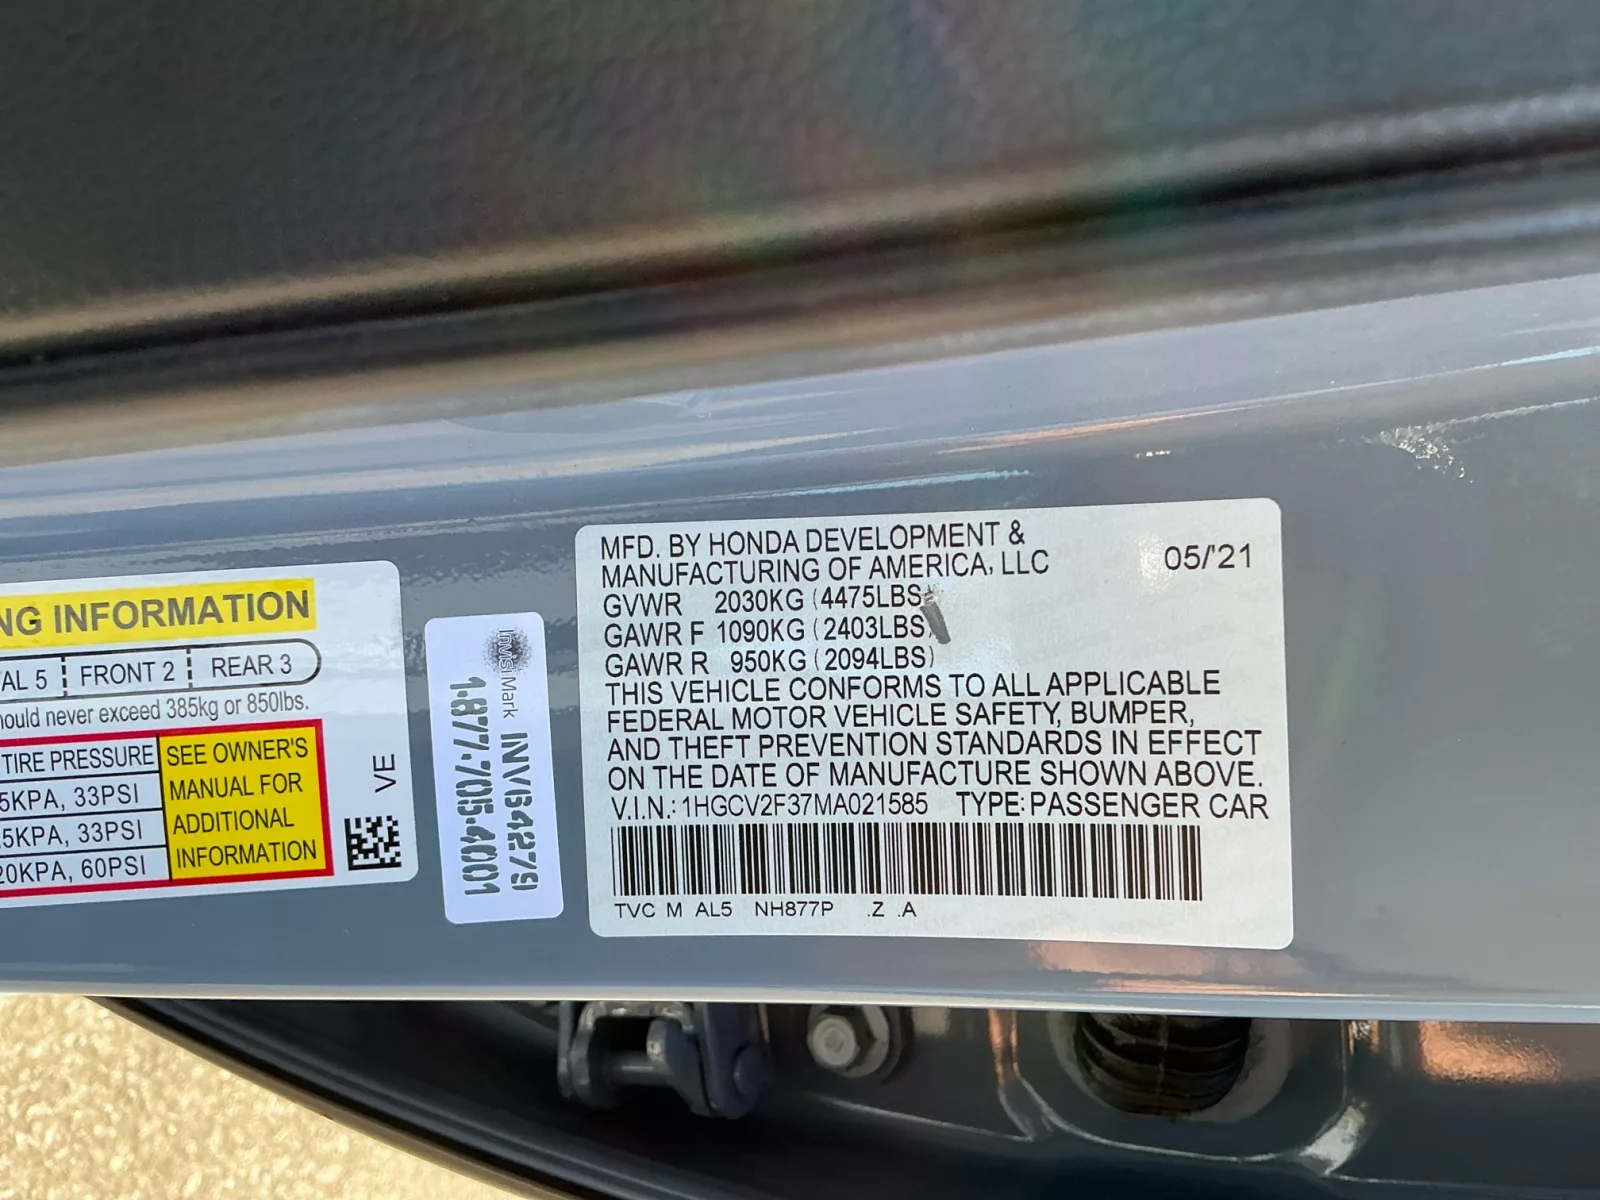 NG INFORMATION
AL 5 FRONT 2 REAR 3
ould never exceed 385kg or 850lbs.
TIRE PRESSURE
5KPA, 33PSI
5KPA, 33PSI
20KPA, 60PSI
SEE OWNER'S
MANUAL FOR
ADDITIONAL
INFORMATION
VE
InvisiMark INV64279
1-877-705-4001
MFD. BY HONDA DEVELOPMENT &
MANUFACTURING OF AMERICA, LLC 05/'21
GVWR 2030KG (4475LBS)
GAWR F 1090KG (2403LBS)
GAWR R 950KG (2094LBS)
THIS VEHICLE CONFORMS TO ALL APPLICABLE
FEDERAL MOTOR VEHICLE SAFETY, BUMPER,
AND THEFT PREVENTION STANDARDS IN EFFECT
ON THE DATE OF MANUFACTURE SHOWN ABOVE.
V.I.N.: 1HGCV2F37MA021585 TYPE: PASSENGER CAR
TVC M AL5 NH877P .Z .A